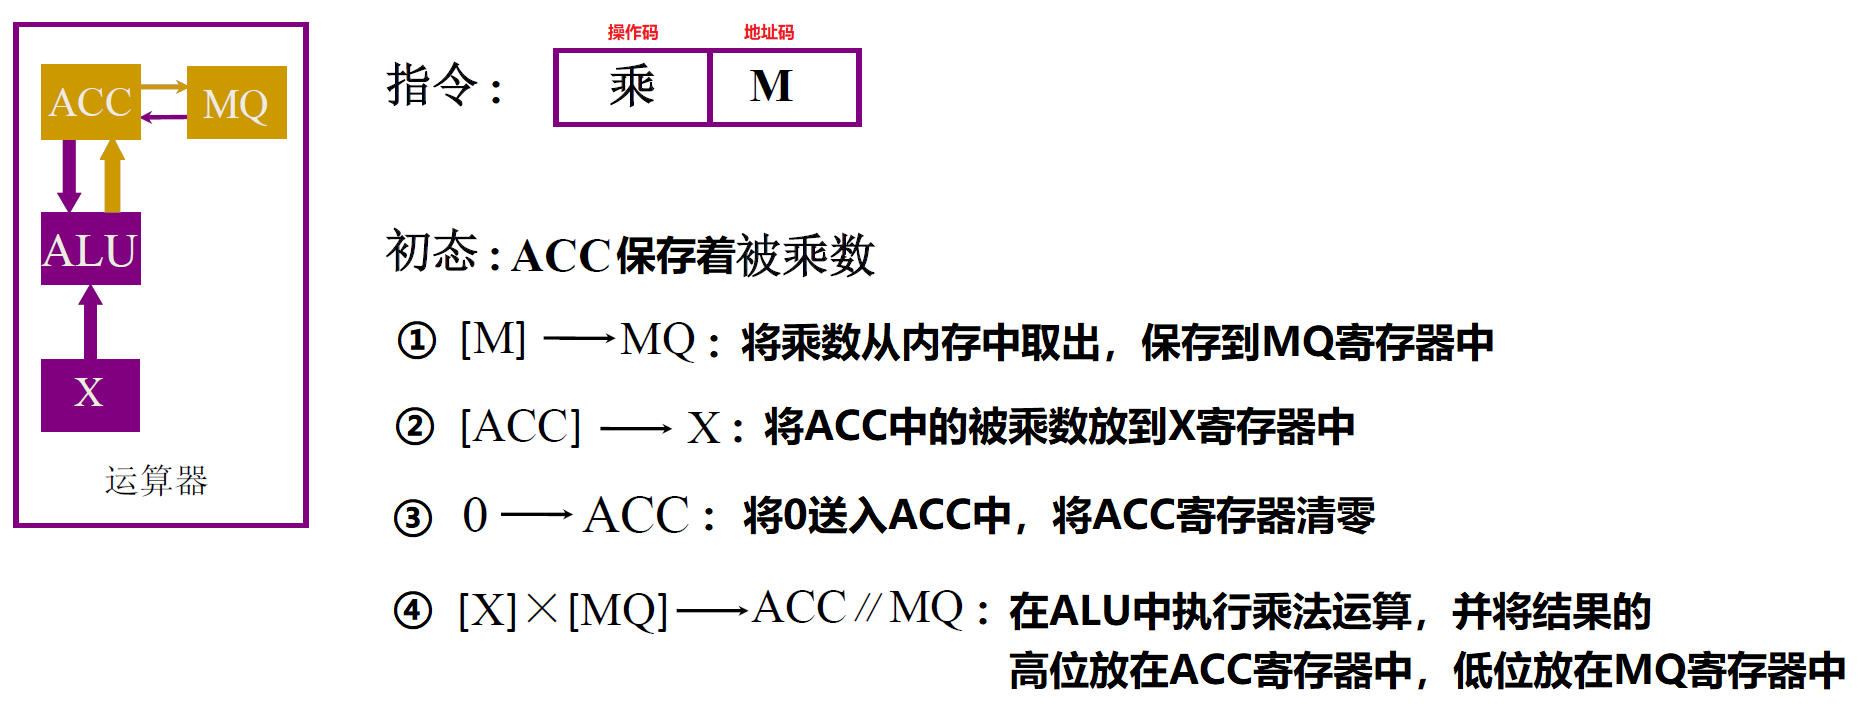 ACC
MQ
ALU
X
运算器
操作码 地址码
指令： 乘 M
初态：ACC保存着被乘数
① [M] → MQ：将乘数从内存中取出，保存到MQ寄存器中
② [ACC] → X：将ACC中的被乘数放到X寄存器中
③ 0 → ACC：将0送入ACC中，将ACC寄存器清零
④ [X]×[MQ] → ACC∥MQ：在ALU中执行乘法运算，并将结果的
高位放在ACC寄存器中，低位放在MQ寄存器中